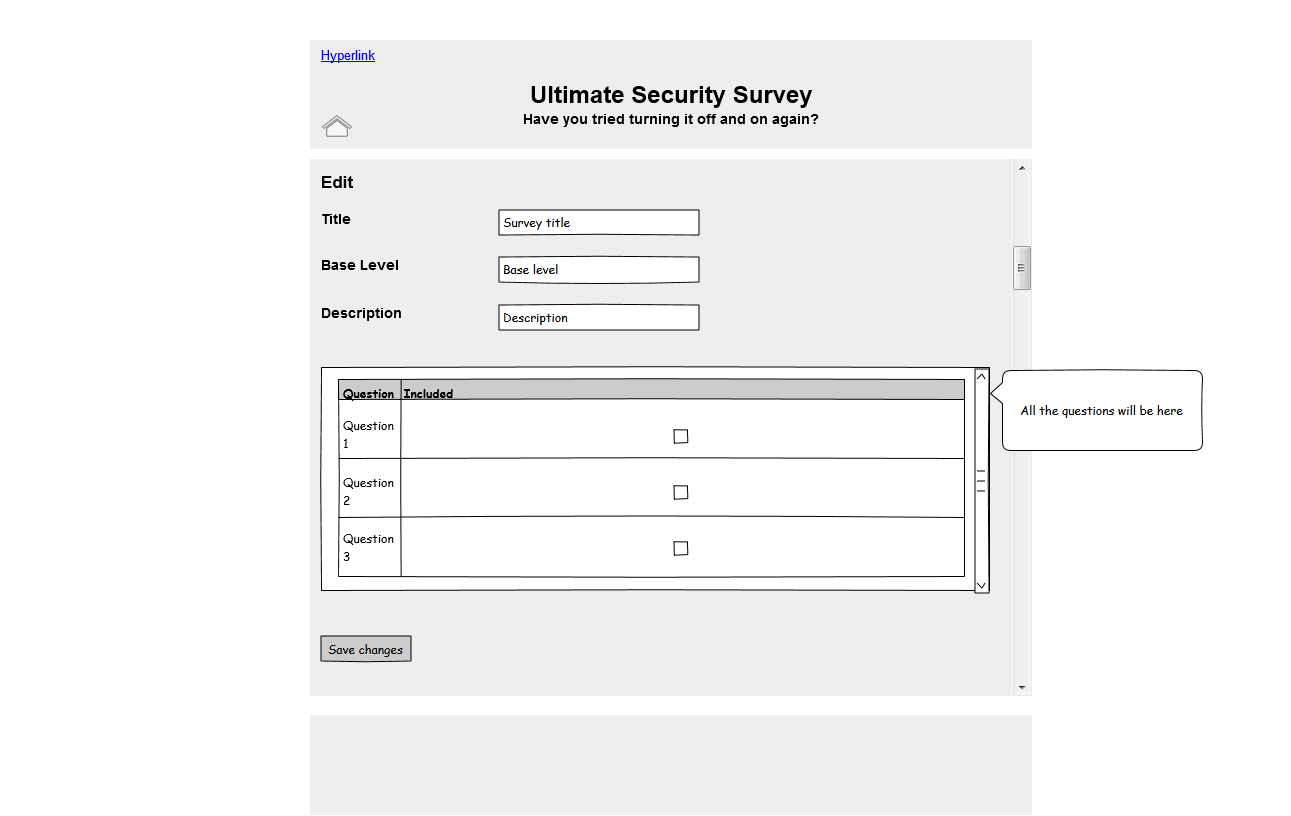 Hyperlink
Ultimate Security Survey
Have you tried turning it off and on again?
Edit
Title
Survey title
Base Level
Base level
Description
Description
Question Included
Question
1
Question
2
Question
3
All the questions will be here
Save changes